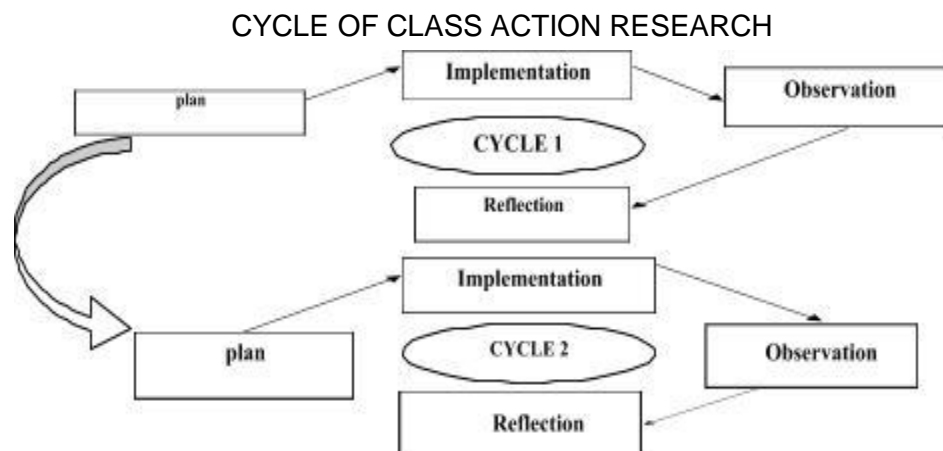 CYCLE OF CLASS ACTION RESEARCH
plan
Implementation
Observation
CYCLE 1
Reflection
Implementation
plan
CYCLE 2
Observation
Reflection